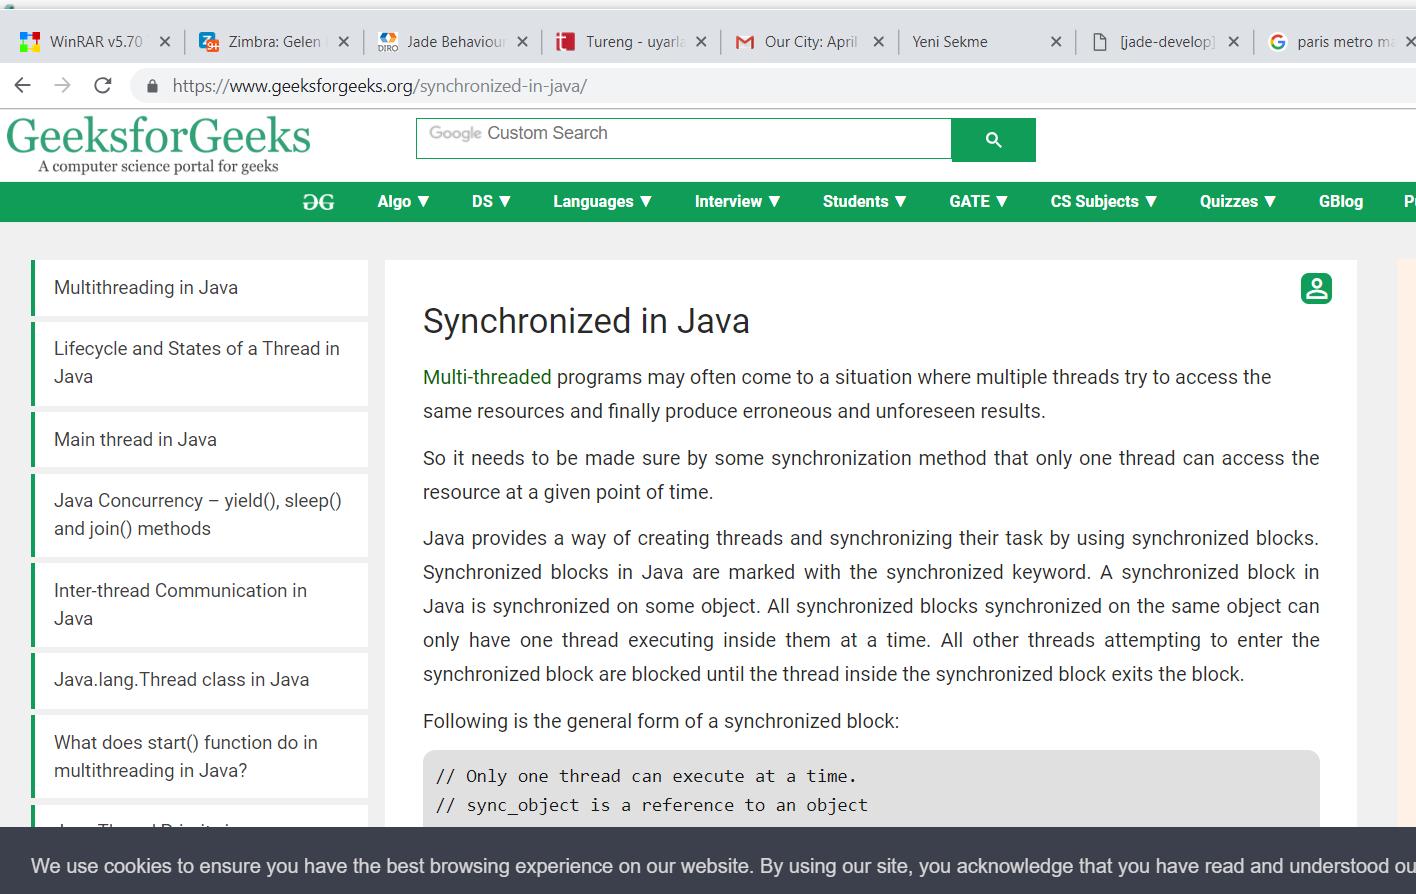 WinRAR v5.70
Zimbra: Gelen
Jade Behaviour
Tureng - uyarla
Our City: April
Yeni Sekme
[jade-develop]
paris metro ma
https://www.geeksforgeeks.org/synchronized-in-java/
GeeksforGeeks
A computer science portal for geeks
Google Custom Search
GG Algo ▼ DS ▼ Languages ▼ Interview ▼ Students ▼ GATE ▼ CS Subjects ▼ Quizzes ▼ GBlog
Multithreading in Java
Lifecycle and States of a Thread in
Java
Main thread in Java
Java Concurrency – yield(), sleep()
and join() methods
Inter-thread Communication in
Java
Java.lang.Thread class in Java
What does start() function do in
multithreading in Java?
Synchronized in Java
Multi-threaded programs may often come to a situation where multiple threads try to access the
same resources and finally produce erroneous and unforeseen results.
So it needs to be made sure by some synchronization method that only one thread can access the
resource at a given point of time.
Java provides a way of creating threads and synchronizing their task by using synchronized blocks.
Synchronized blocks in Java are marked with the synchronized keyword. A synchronized block in
Java is synchronized on some object. All synchronized blocks synchronized on the same object can
only have one thread executing inside them at a time. All other threads attempting to enter the
synchronized block are blocked until the thread inside the synchronized block exits the block.
Following is the general form of a synchronized block:
// Only one thread can execute at a time.
// sync_object is a reference to an object
We use cookies to ensure you have the best browsing experience on our website. By using our site, you acknowledge that you have read and understood ou